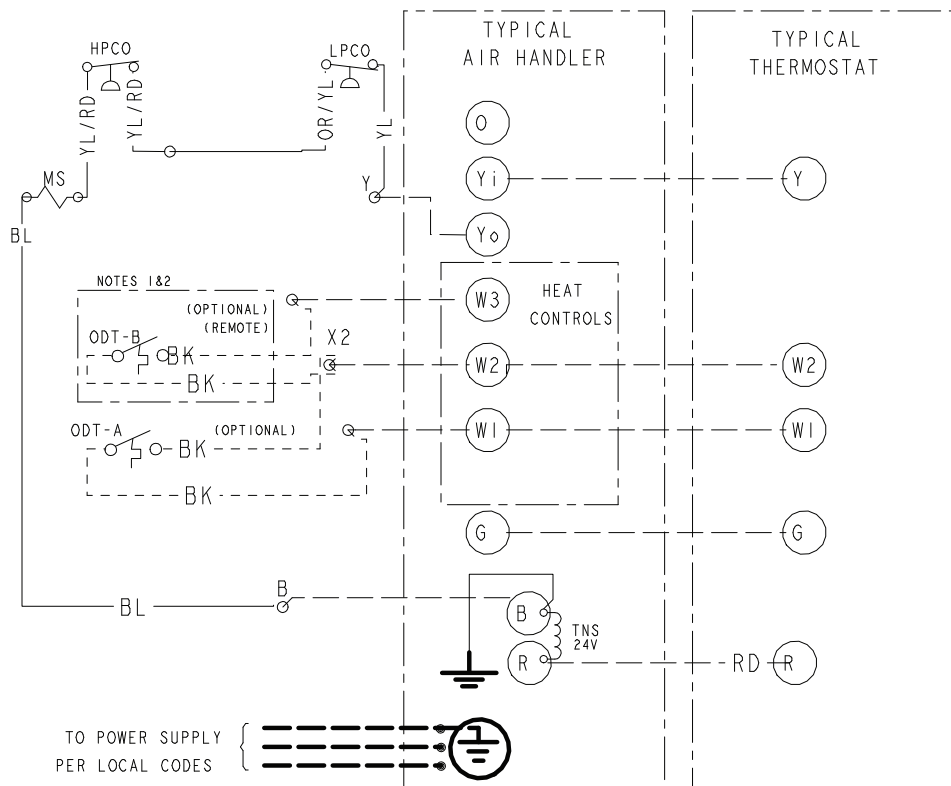 TYPICAL
AIR HANDLER
TYPICAL
THERMOSTAT
HPCO
LPCO
YL/RD
YL/RD
OR/YL
YL
O
Yi
Y
MS
Y
Yo
BL
NOTES 1&2
(OPTIONAL)
(REMOTE)
W3
HEAT
CONTROLS
ODT-B
BK
X2
BK
W2
W2
ODT-A
(OPTIONAL)
BK
W1
W1
BK
G
G
B
BL
B
TNS
24V
R
RD
R
TO POWER SUPPLY
PER LOCAL CODES